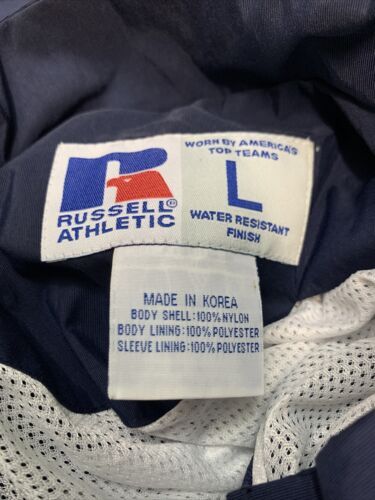 WORN BY AMERICA'S
TOP TEAMS
R
RUSSELL®
ATHLETIC
L
WATER RESISTANT
FINISH
MADE IN KOREA
BODY SHELL:100% NYLON
BODY LINING:100% POLYESTER
SLEEVE LINING:100% POLYESTER